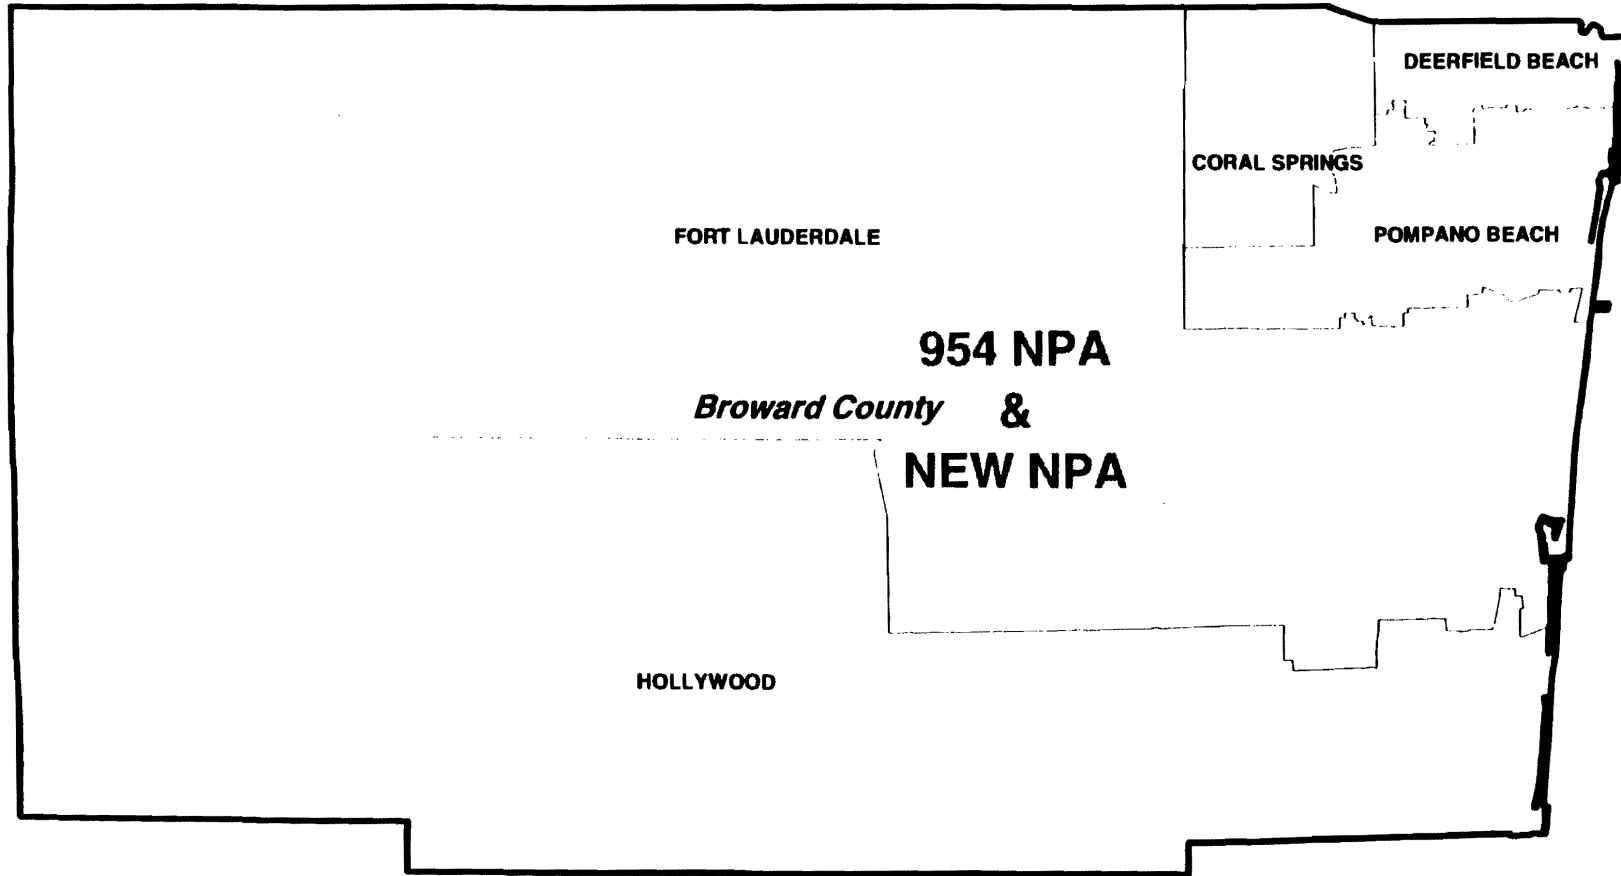 DEERFIELD BEACH
CORAL SPRINGS
FORT LAUDERDALE
POMPANO BEACH
954 NPA
Broward County &
NEW NPA
HOLLYWOOD